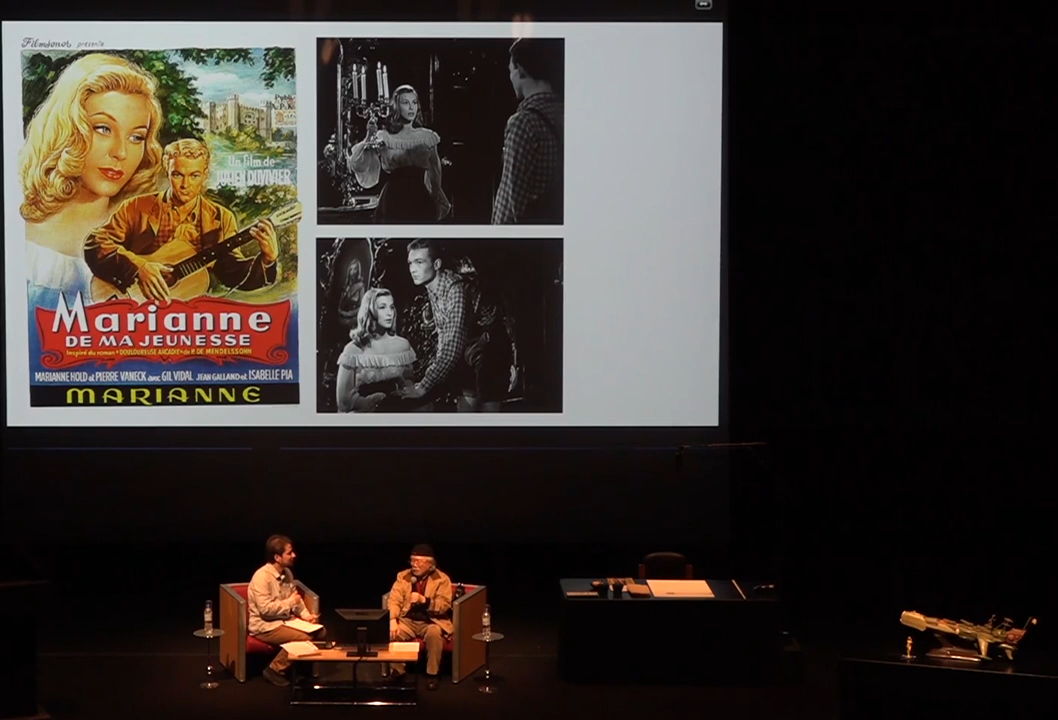 Filmsonor présente
Un film de
JULIEN DUVIVIER
Marianne
DE MA JEUNESSE
Inspiré du roman "DOULOUREUSE ARCADIE" de P. DE MENDELSSOHN
MARIANNE HOLD et PIERRE VANECK avec GIL VIDAL JEAN GALLAND et ISABELLE PIA
MARIANNE